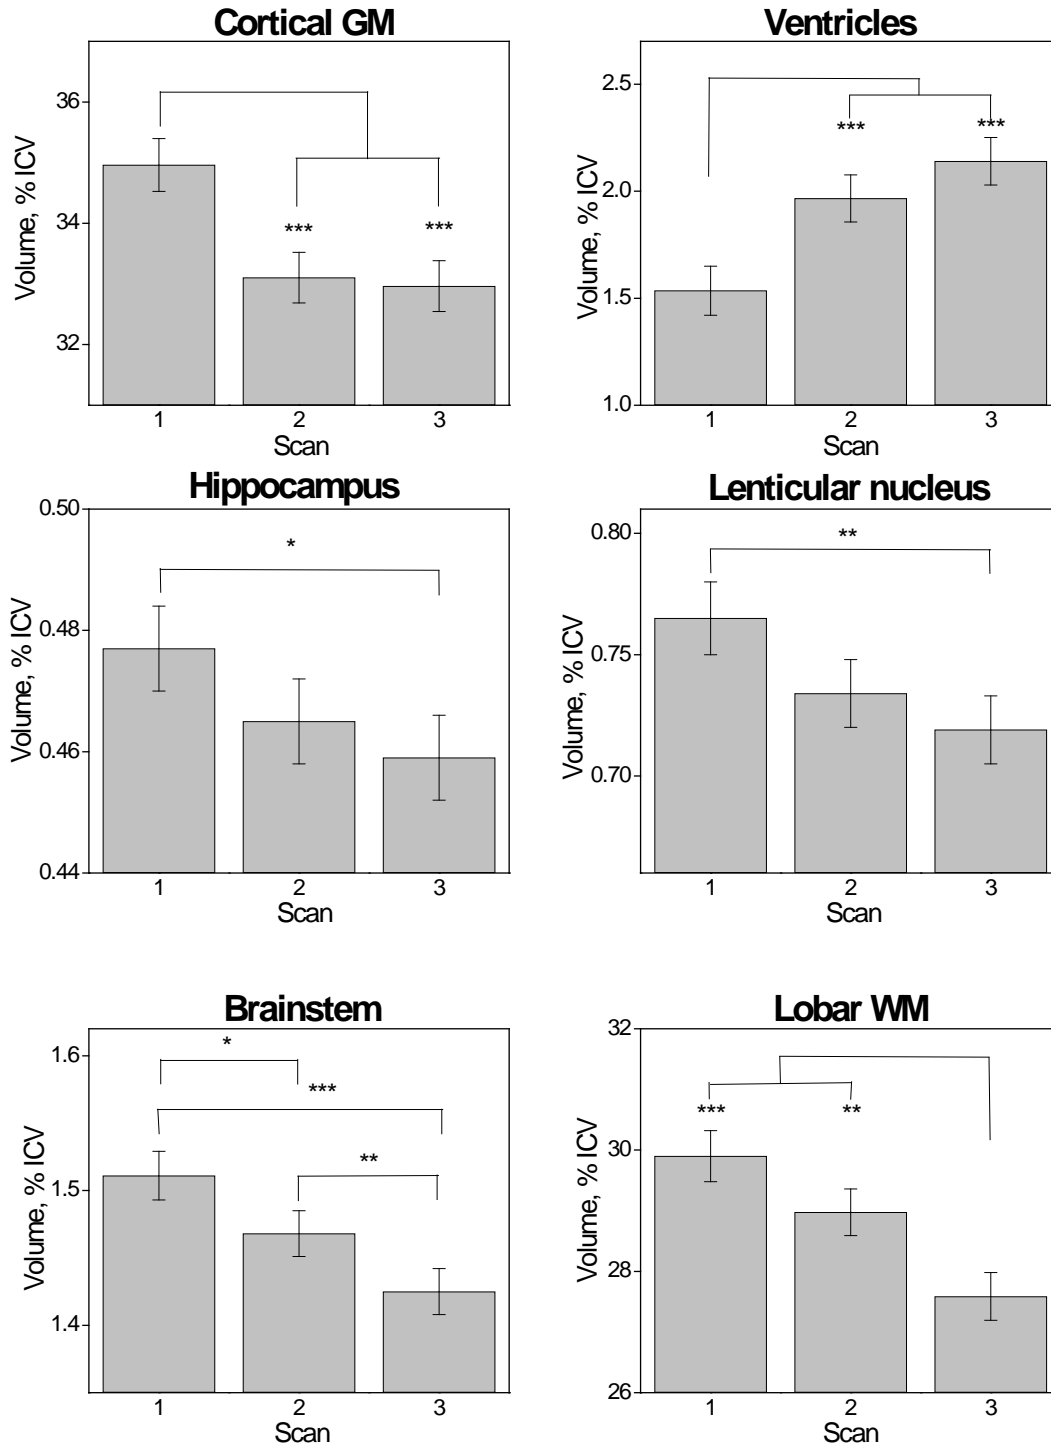 Cortical GM
Volume, % ICV
36
34
32
***
***
1 2 3
Scan
Ventricles
Volume, % ICV
2.5
2.0
1.5
1.0
***
***
1 2 3
Scan
Hippocampus
Volume, % ICV
0.50
0.48
0.46
0.44
*
1 2 3
Scan
Lenticular nucleus
Volume, % ICV
0.80
0.75
0.70
**
1 2 3
Scan
Brainstem
Volume, % ICV
1.6
1.5
1.4
*
***
**
1 2 3
Scan
Lobar WM
Volume, % ICV
32
30
28
26
***
**
1 2 3
Scan